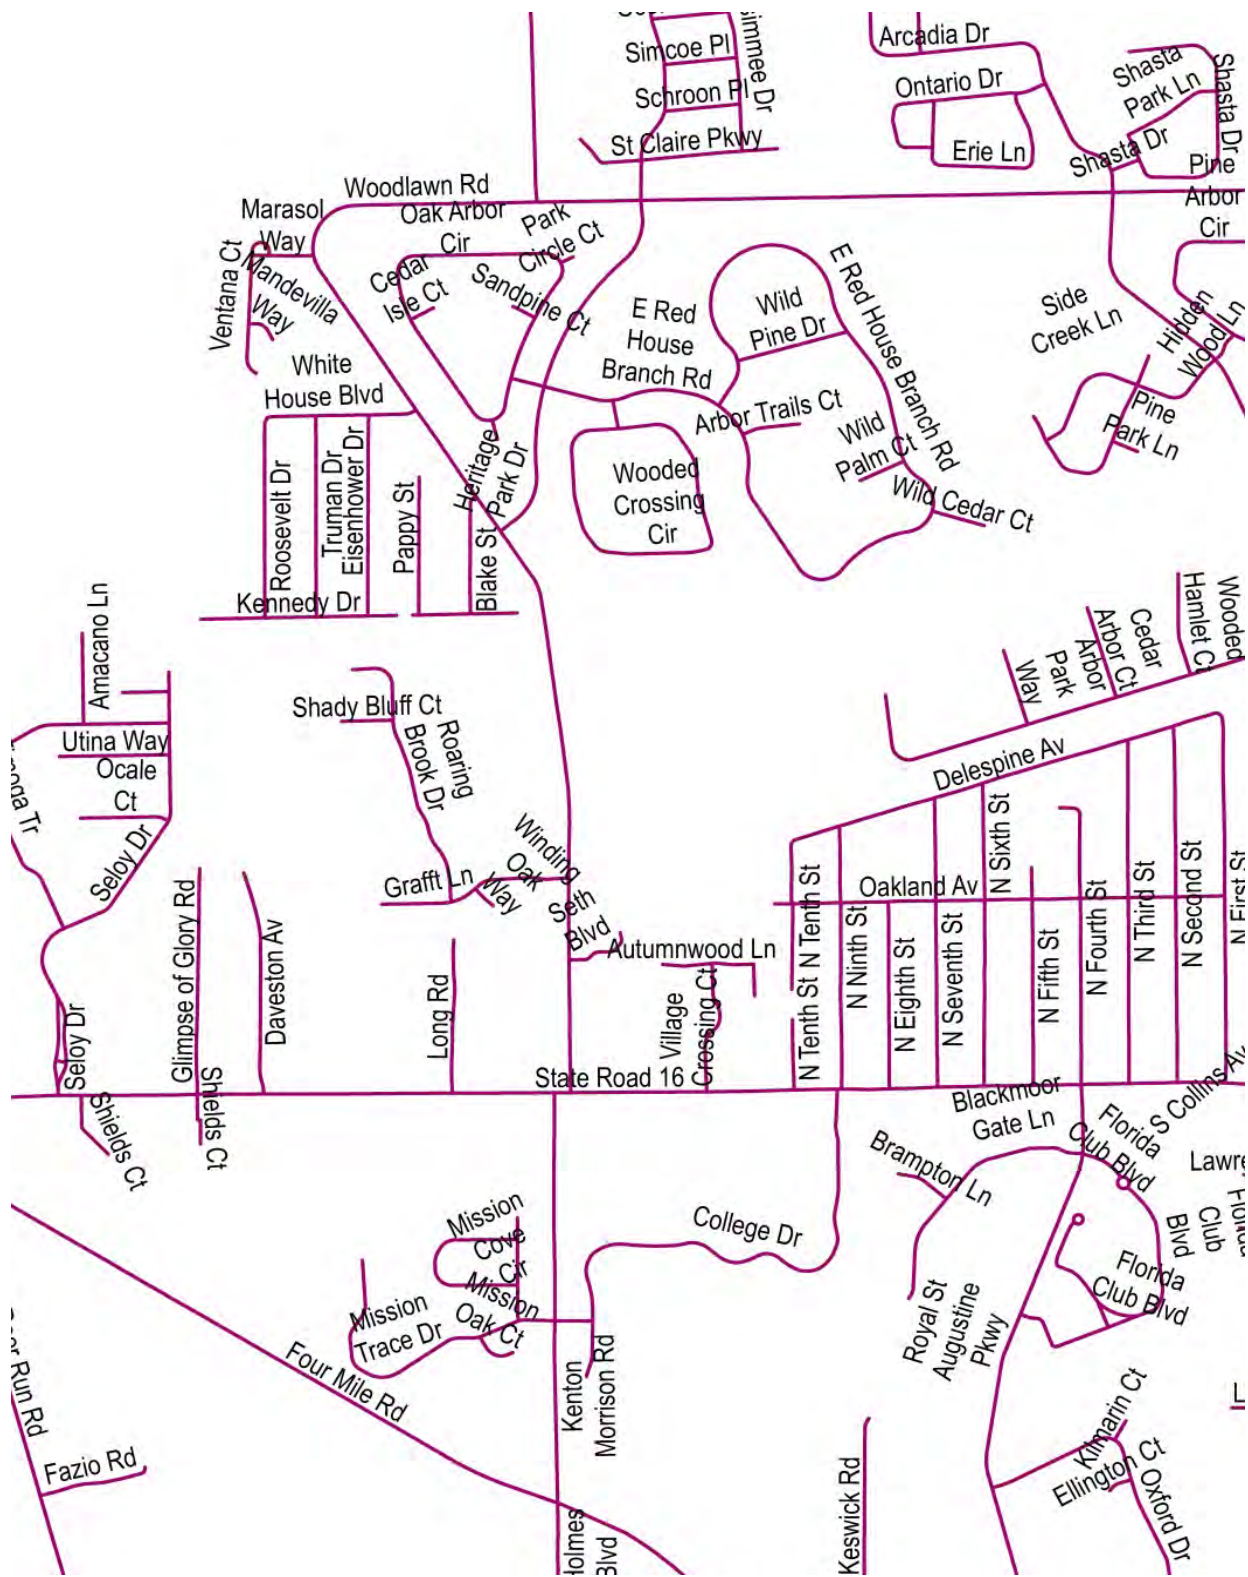 Simcoe Pl
Schroon Pl
St Claire Pkwy
Arcadia Dr
Ontario Dr
Erie Ln
Shasta
Park Ln
Shasta Dr
Shasta Dr
Pine
Arbor
Cir
Woodlawn Rd
Marasol
Way
Oak Arbor
Cir
Park
Circle Ct
Ventana Ct
Mandevilla
Way
Cedar
Isle Ct
Sandpine Ct
E Red
House
Branch Rd
Wild
Pine Dr
E Red House Branch Rd
Side
Creek Ln
Hidden
Wood Ln
White
House Blvd
Arbor Trails Ct
Wild
Palm Ct
Wild Cedar Ct
Pine
Park Ln
Roosevelt Dr
Truman Dr
Eisenhower Dr
Pappy St
Heritage
Park Dr
Blake St
Wooded
Crossing
Cir
Kennedy Dr
Amacano Ln
Utina Way
Ocale
Ct
Tr
Seloy Dr
Shady Bluff Ct
Roaring
Brook Dr
Grafft Ln
Winding
Oak
Way
Seth
Blvd
Wooded
Hamlet Ct
Cedar
Arbor Ct
Arbor
Park
Way
Delespine Av
Oakland Av
N Sixth St
N Tenth St
N Tenth St
N Ninth St
N Eighth St
N Seventh St
N Fifth St
N Fourth St
N Third St
N Second St
N First St
Glimpse of Glory Rd
Daveston Av
Long Rd
Autumnwood Ln
Village
Crossing Ct
Seloy Dr
State Road 16
Shields Ct
Shields Ct
Blackmoor
Gate Ln
Florida
Club Blvd
S Collins Av
Brampton Ln
Florida
Club
Blvd
College Dr
Mission
Cove
Cir
Mission
Oak Ct
Mission
Trace Dr
Florida
Club Blvd
Royal St
Augustine
Pkwy
Four Mile Rd
Kenton
Morrison Rd
Run Rd
Fazio Rd
Keswick Rd
Kilmarin Ct
Ellington Ct
Oxford Dr
Holmes
Blvd